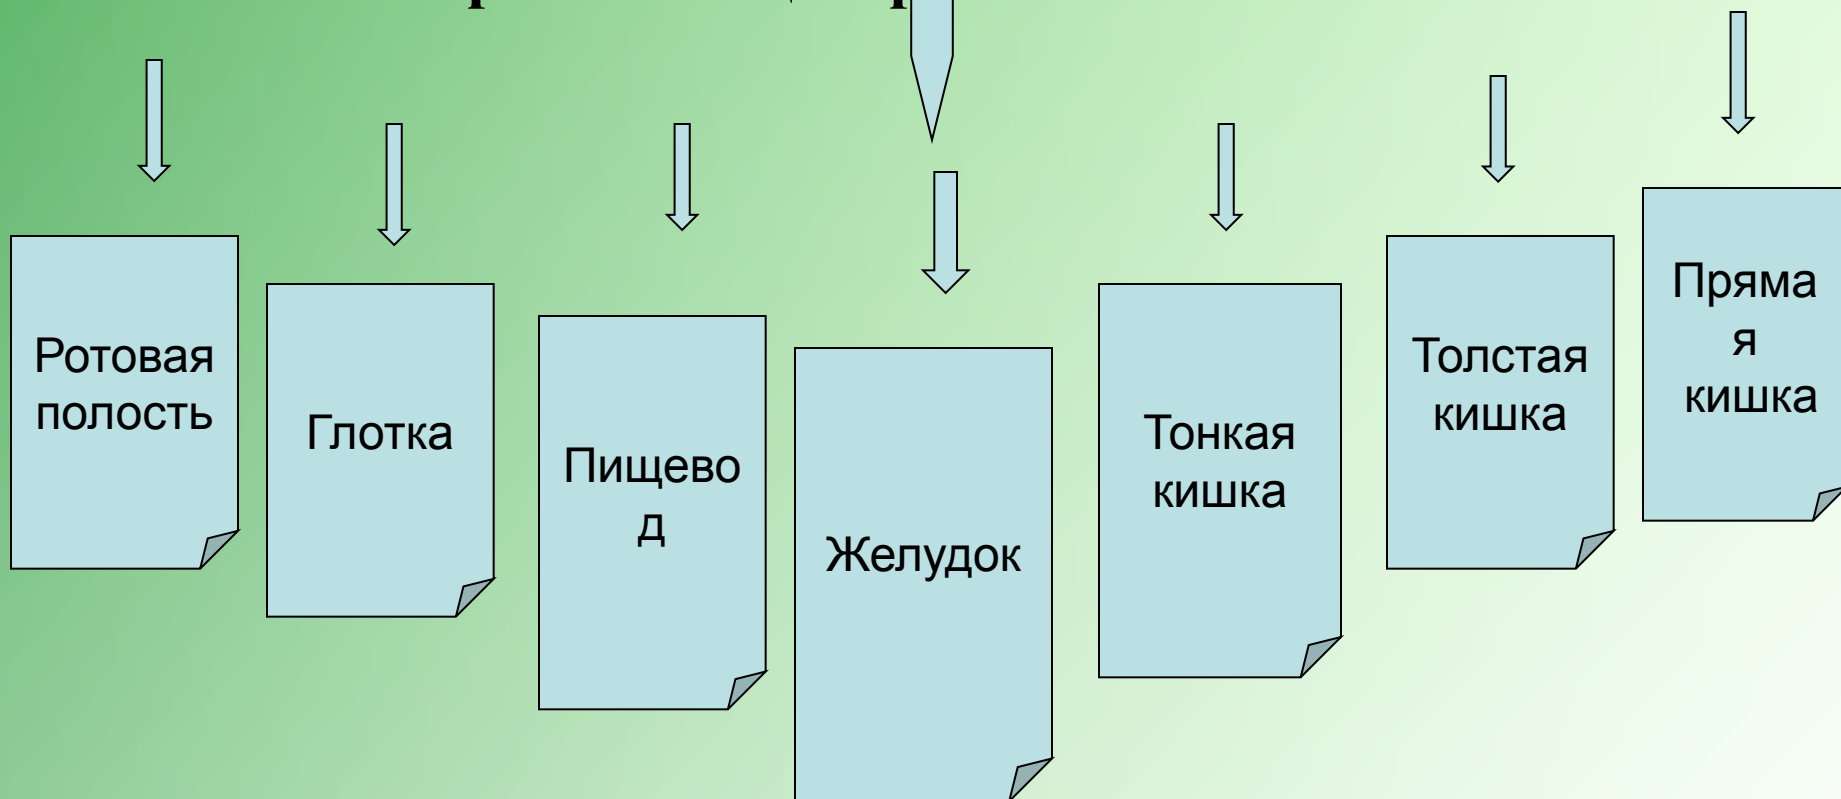 Ротовая
полость
Глотка
Пищево
д
Желудок
Тонкая
кишка
Толстая
кишка
Пряма
я
кишка